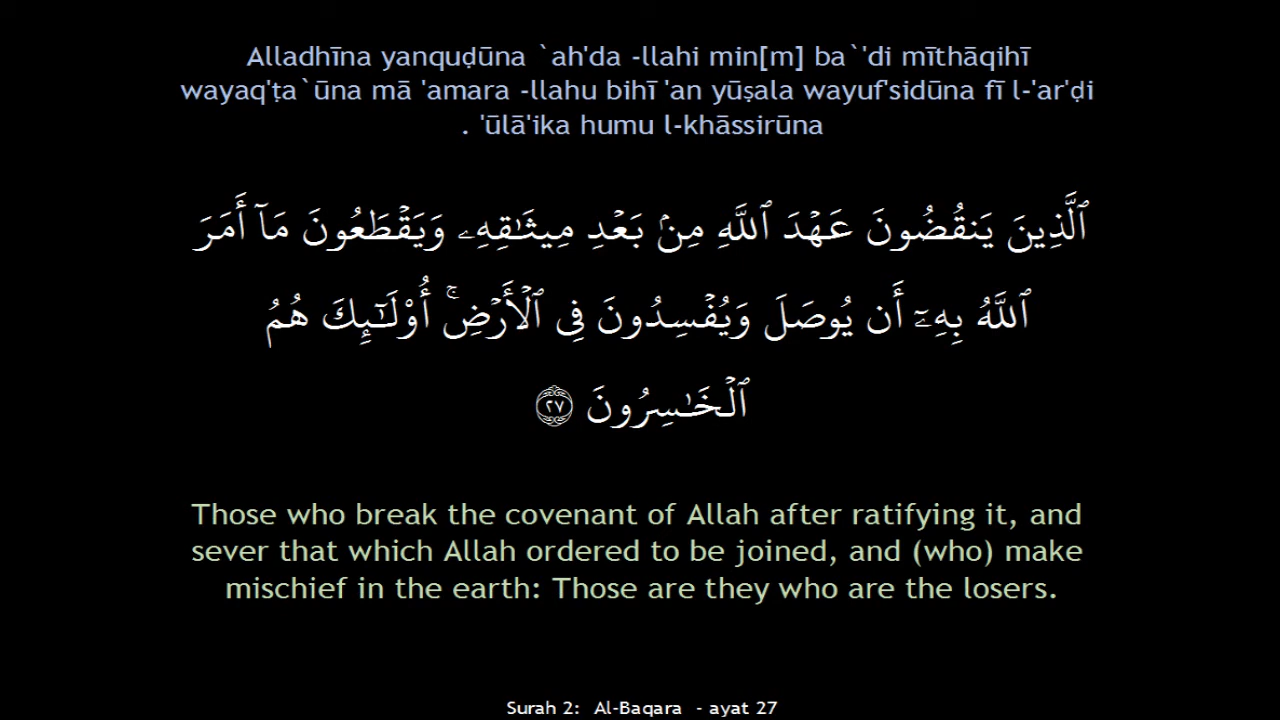 Alladhīna yanquḍūna `ah'da -llahi min[m] ba`'di mīthāqihī
wayaq'ṭa`ūna mā 'amara -llahu bihī 'an yūṣala wayuf'sidūna fī l-'ar'ḍi
. 'ūlā'ika humu l-khāssirūna
ٱلَّذِينَ يَنقُضُونَ عَهْدَ ٱللَّهِ مِنۢ بَعْدِ مِيثَـٰقِهِۦ وَيَقْطَعُونَ مَآ أَمَرَ
ٱللَّهُ بِهِۦٓ أَن يُوصَلَ وَيُفْسِدُونَ فِى ٱلْأَرْضِ ۚ أُو۟لَـٰٓئِكَ هُمُ
ٱلْخَـٰسِرُونَ ٢٧
Those who break the covenant of Allah after ratifying it, and
sever that which Allah ordered to be joined, and (who) make
mischief in the earth: Those are they who are the losers.
Surah 2: Al-Baqara - ayat 27